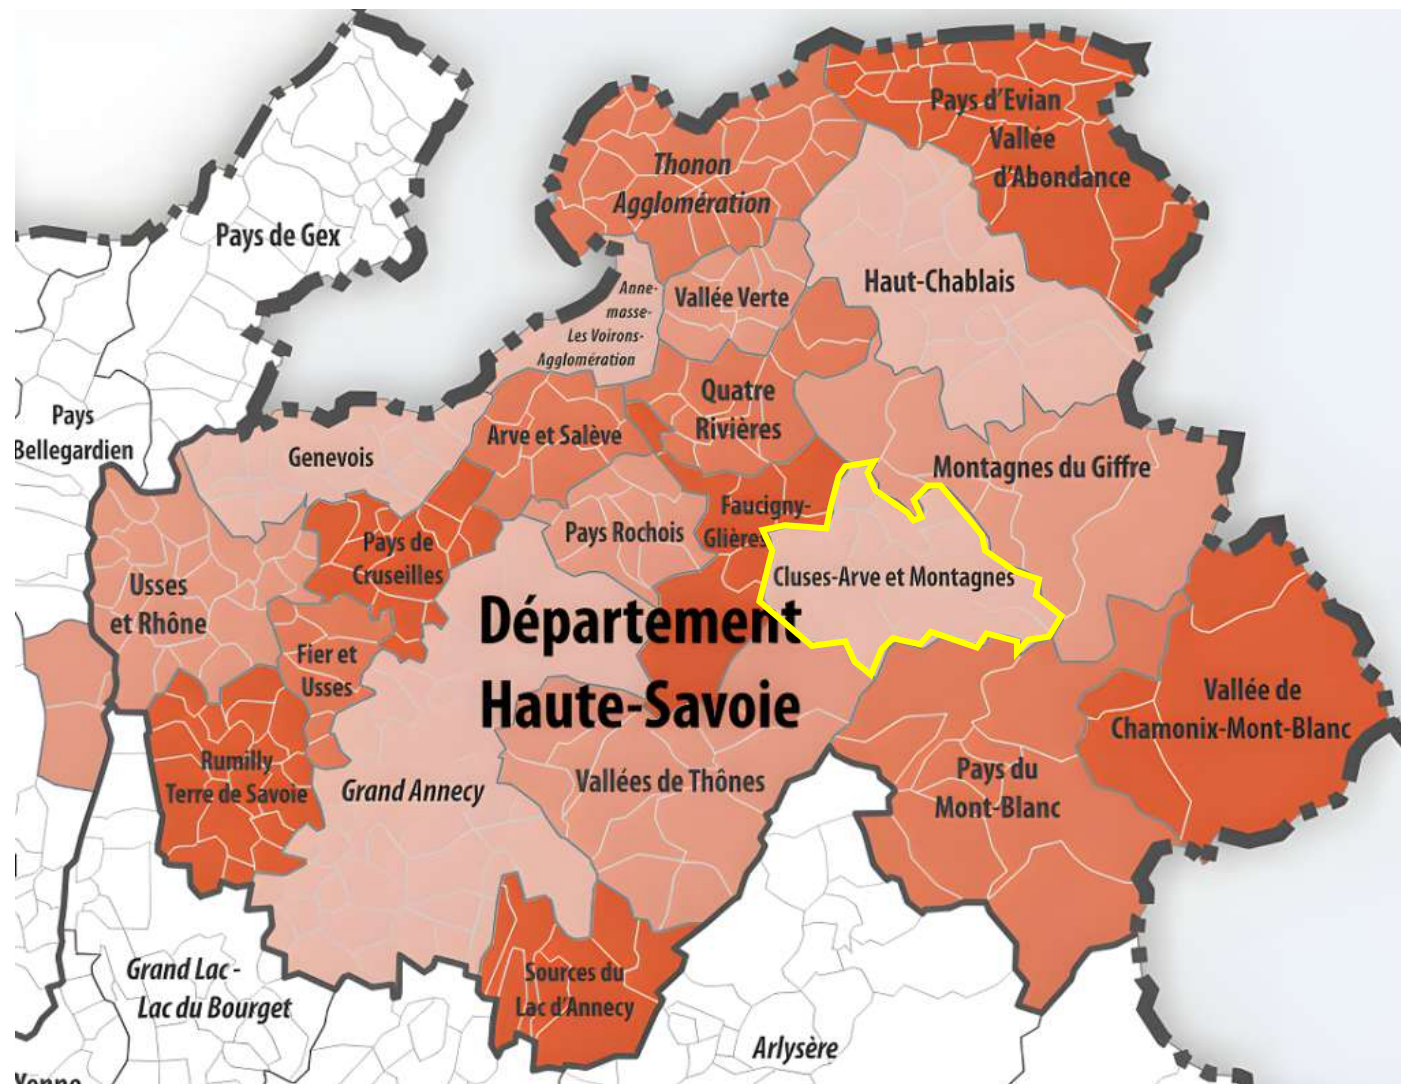 Pays d'Evian
Vallée
d'Abondance
Thonon
Agglomération
Pays de Gex
Haut-Chablais
Anne-
masse-
Les Voirons-
Agglomération
Vallée Verte
Quatre
Rivières
Pays
Bellegardien
Arve et Salève
Genevois
Montagnes du Giffre
Faucigny-
Glières
Pays Rochois
Pays de
Cruseilles
Cluses-Arve et Montagnes
Usses
et Rhône
Département
Haute-Savoie
Fier et
Usses
Vallée de
Chamonix-Mont-Blanc
Rumilly
Terre de Savoie
Grand Annecy
Vallées de Thônes
Pays du
Mont-Blanc
Grand Lac -
Lac du Bourget
Sources du
Lac d'Annecy
Arlysère